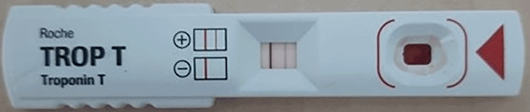 Roche
TROP T
Troponin T
+
−